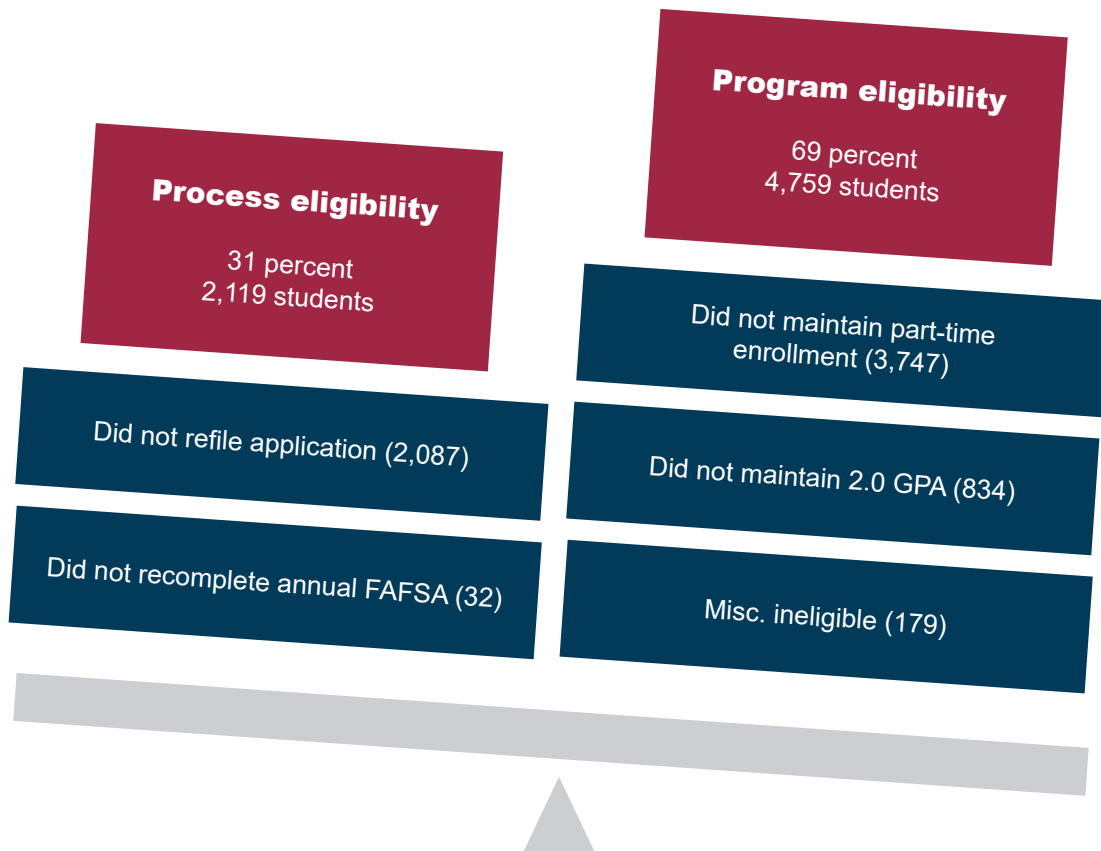 Process eligibility
31 percent
2,119 students
Did not refile application (2,087)
Did not recomplete annual FAFSA (32)
Program eligibility
69 percent
4,759 students
Did not maintain part-time
enrollment (3,747)
Did not maintain 2.0 GPA (834)
Misc. ineligible (179)